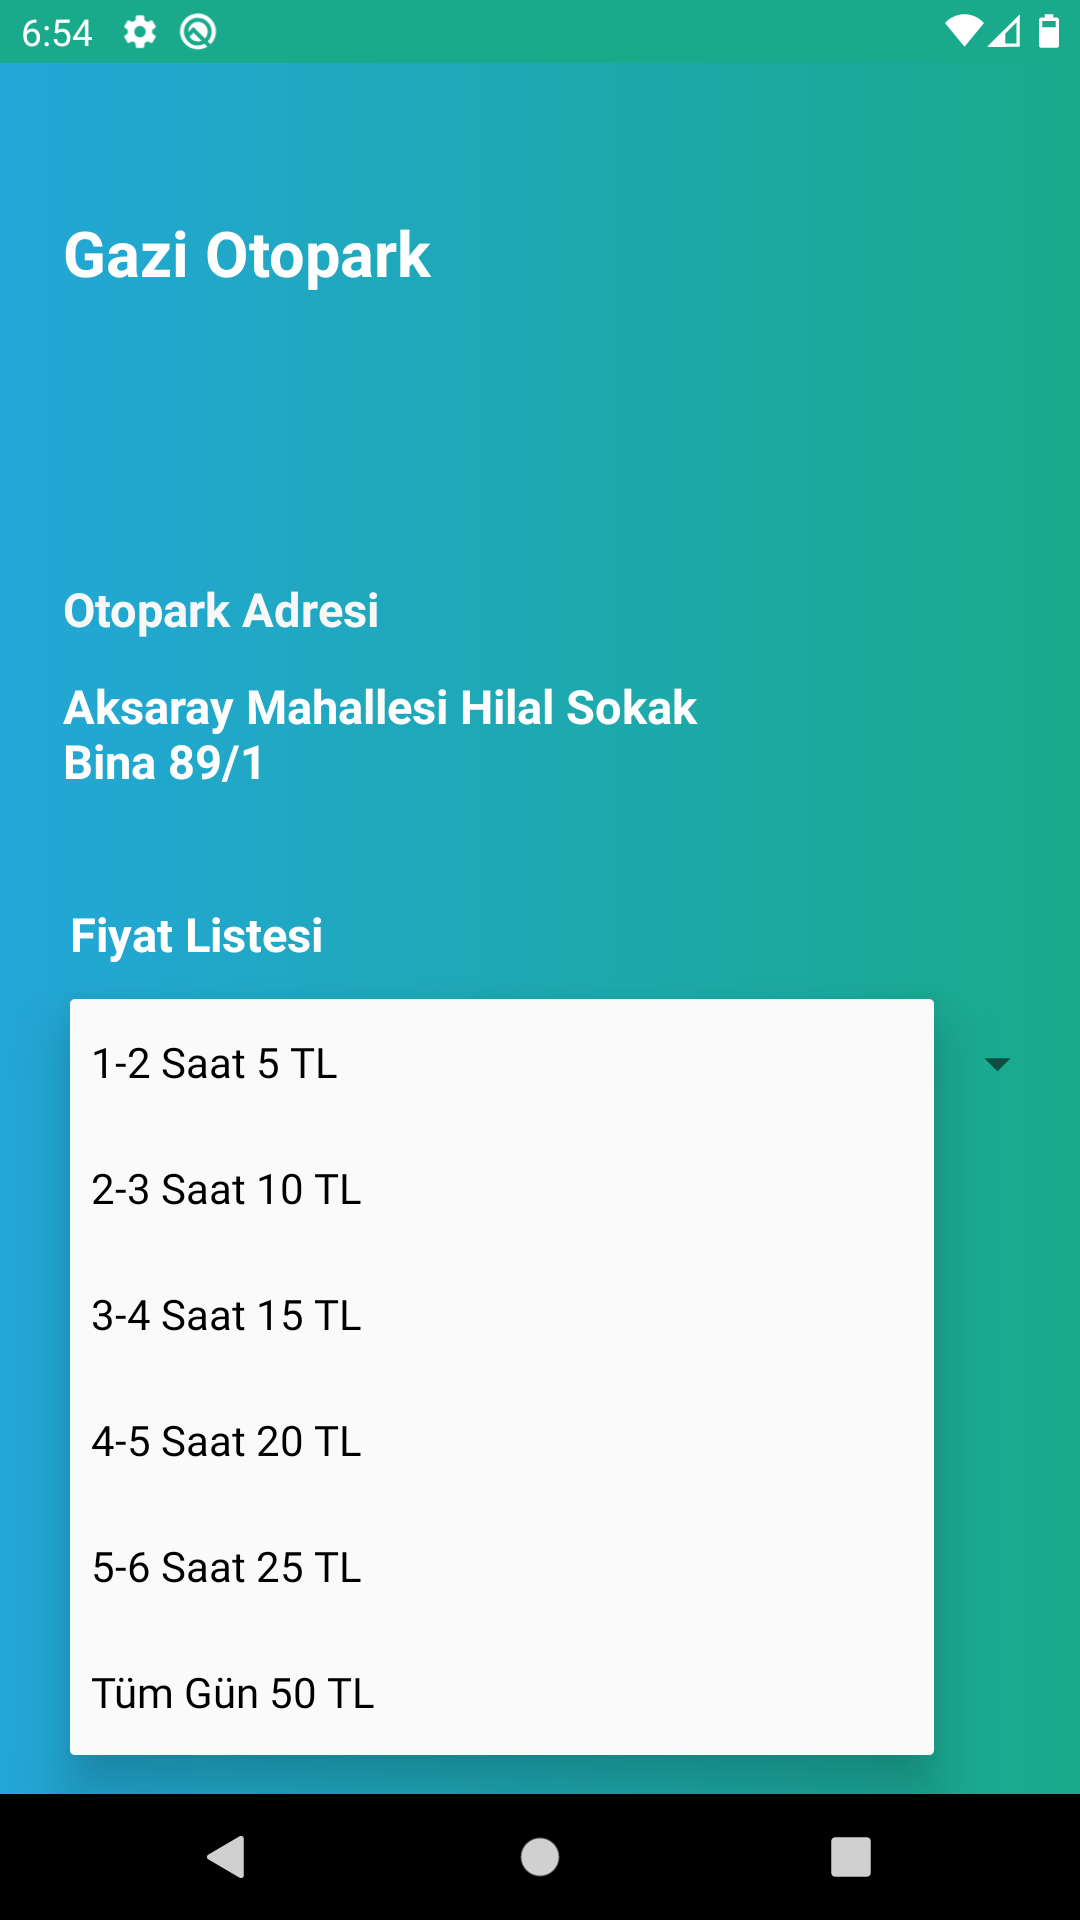 6:54
Gazi Otopark
Otopark Adresi
Aksaray Mahallesi Hilal Sokak
Bina 89/1
Fiyat Listesi
1-2 Saat 5 TL
2-3 Saat 10 TL
3-4 Saat 15 TL
4-5 Saat 20 TL
5-6 Saat 25 TL
Tüm Gün 50 TL